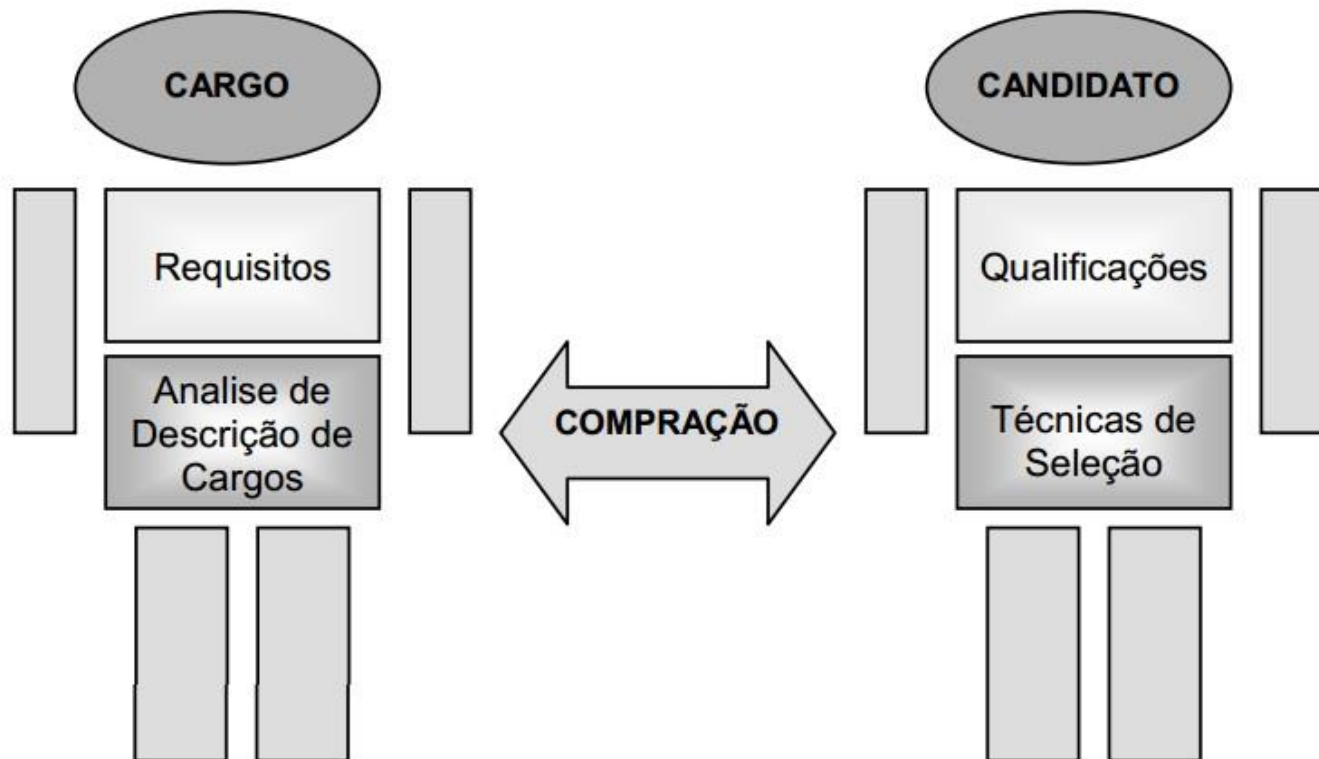 CARGO
CANDIDATO
Requisitos
Qualificações
Analise de
Descrição de
Cargos
COMPRAÇÃO
Técnicas de
Seleção